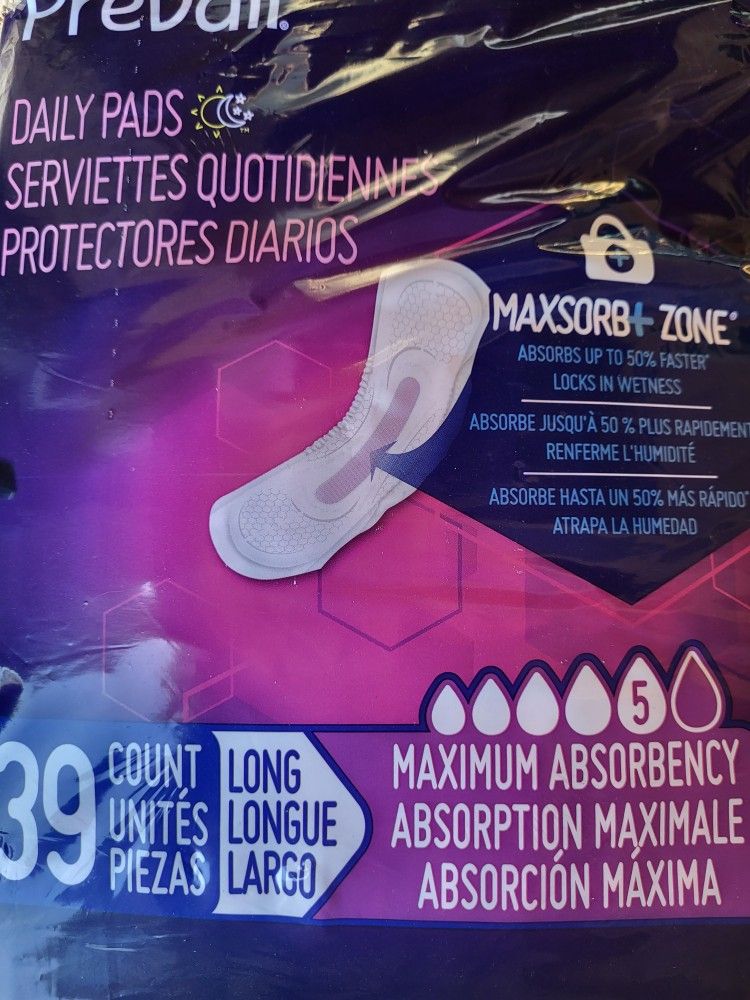 Prevail®
DAILY PADS ™
SERVIETTES QUOTIDIENNES
PROTECTORES DIARIOS
MAXSORB+ ZONE®
ABSORBS UP TO 50% FASTER*
LOCKS IN WETNESS
ABSORBE JUSQU'À 50 % PLUS RAPIDEMENT
RENFERME L'HUMIDITÉ
ABSORBE HASTA UN 50% MÁS RÁPIDO*
ATRAPA LA HUMEDAD
5
39
COUNT
UNITÉS
PIEZAS
LONG
LONGUE
LARGO
MAXIMUM ABSORBENCY
ABSORPTION MAXIMALE
ABSORCIÓN MÁXIMA